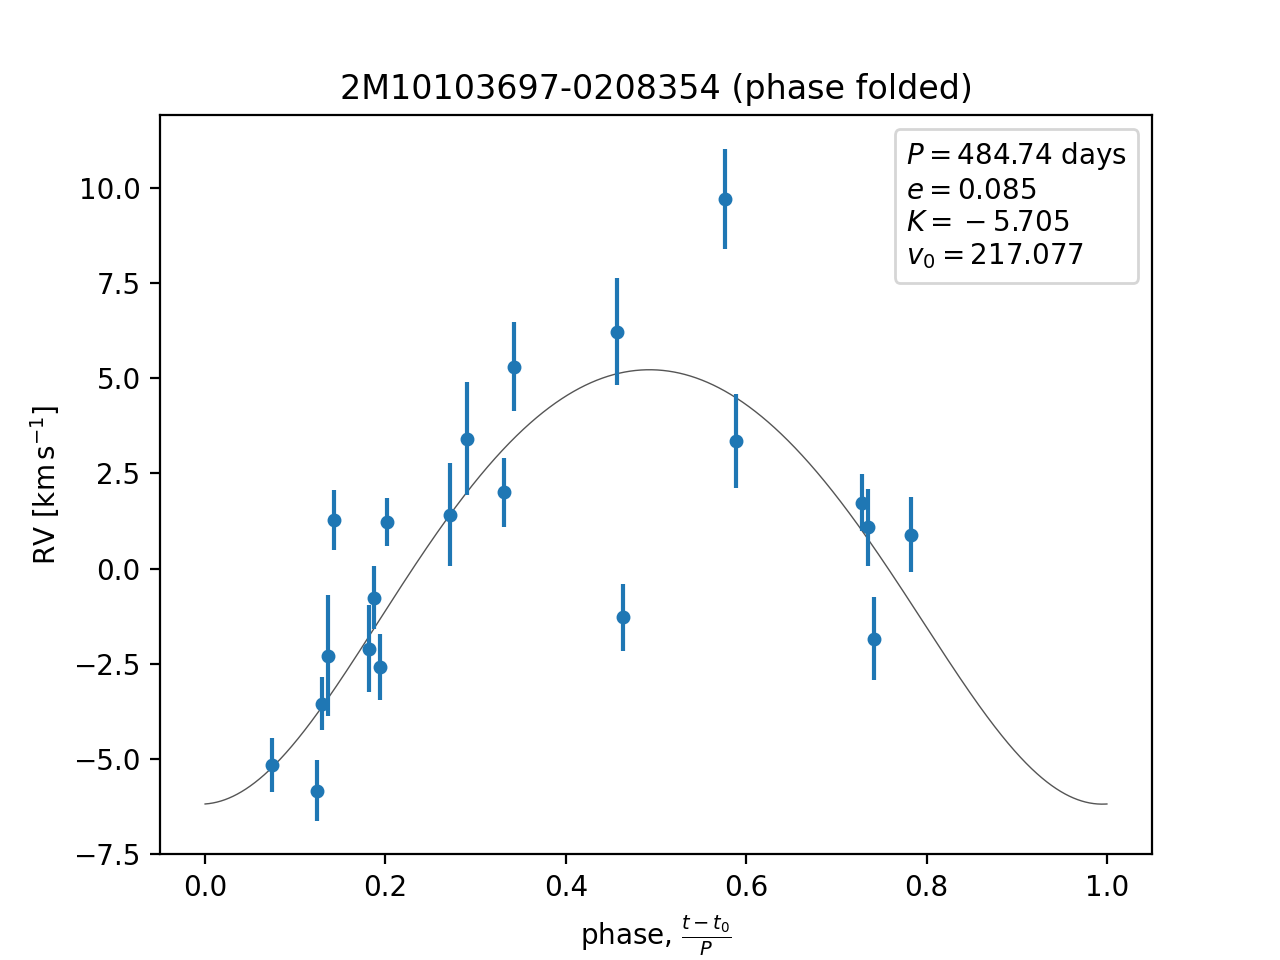 2M10103697-0208354 (phase folded)
P = 484.74 days
e = 0.085
K = −5.705
v₀ = 217.077
10.0
7.5
5.0
2.5
0.0
−2.5
−5.0
−7.5
RV [km s⁻¹]
0.0 0.2 0.4 0.6 0.8 1.0
phase, (t − t₀)/P